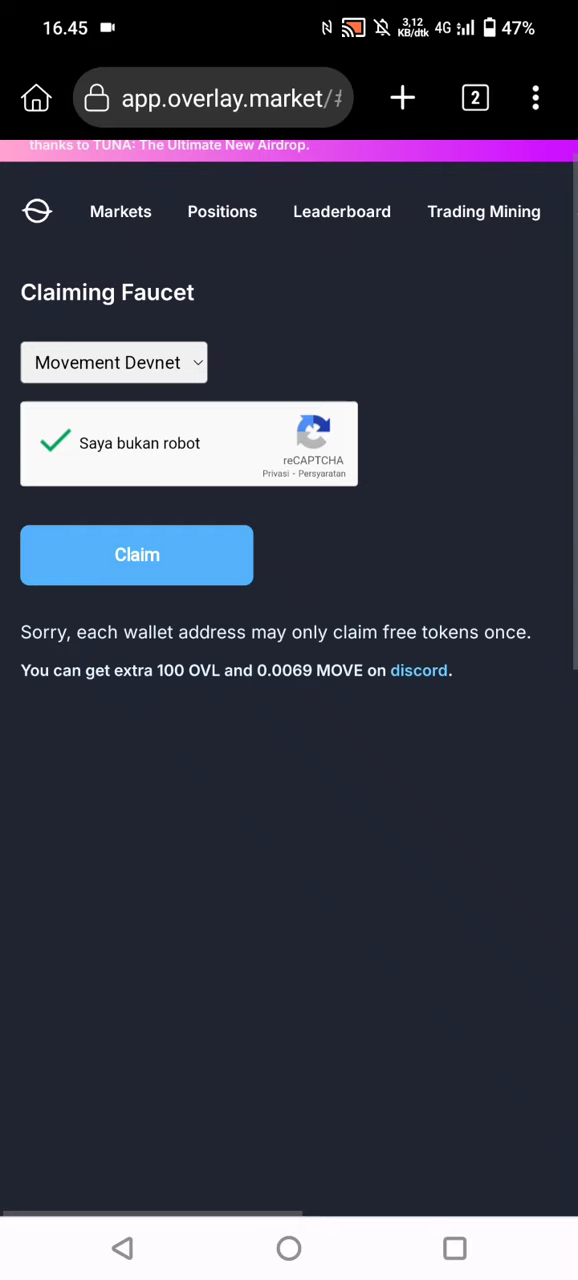 16.45
3,12
KB/dtk
4G
47%
app.overlay.market/#
2
thanks to TUNA: The Ultimate New Airdrop.
Markets Positions Leaderboard Trading Mining
Claiming Faucet
Movement Devnet
Saya bukan robot
reCAPTCHA
Privasi - Persyaratan
Claim
Sorry, each wallet address may only claim free tokens once.
You can get extra 100 OVL and 0.0069 MOVE on discord.